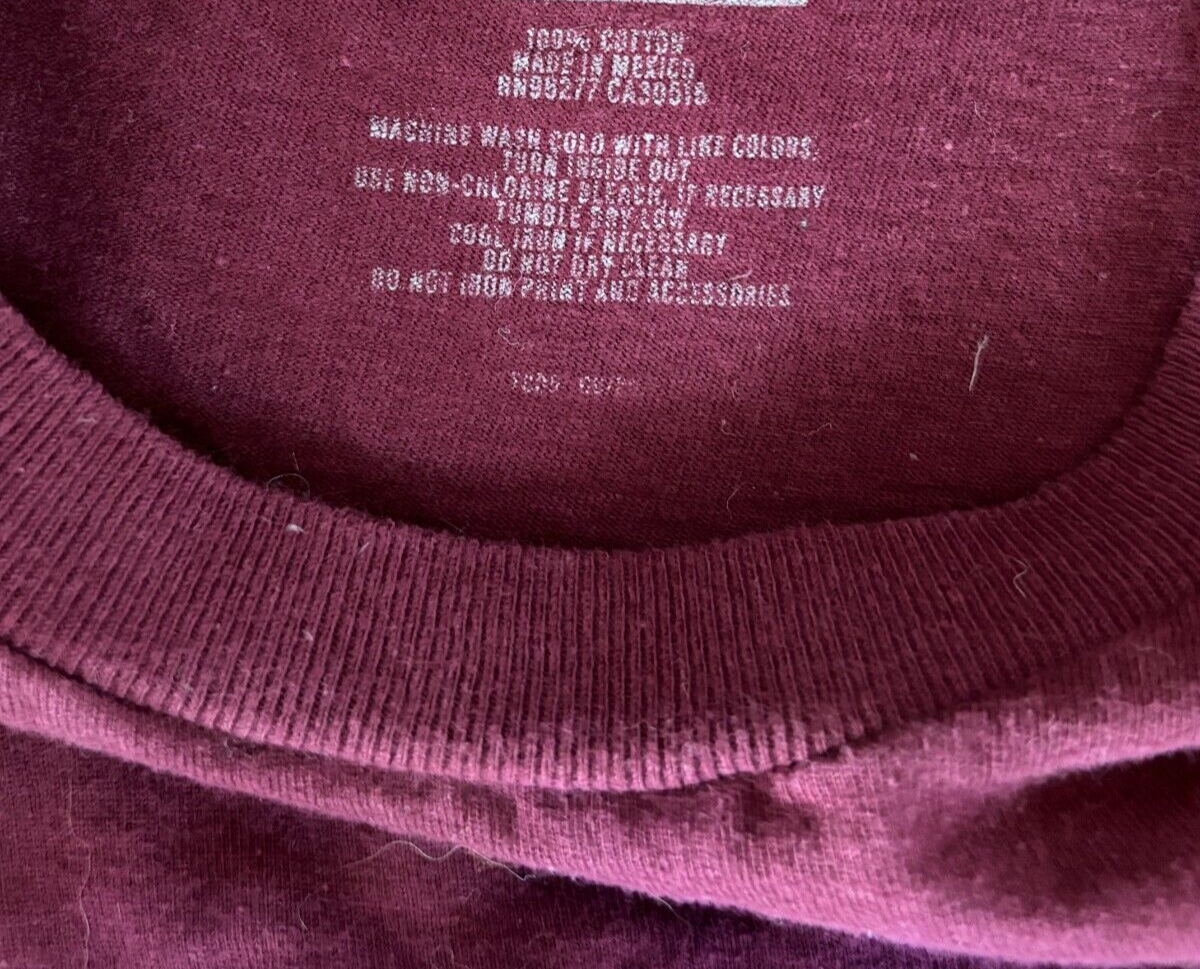 100% COTTON
MADE IN MEXICO
MACHINE WASH COLD WITH LIKE COLORS.
TURN INSIDE OUT
USE NON-CHLORINE BLEACH, IF NECESSARY
TUMBLE DRY LOW
COOL IRON IF NECESSARY
DO NOT DRY CLEAN
DO NOT IRON PRINT AND ACCESSORIES